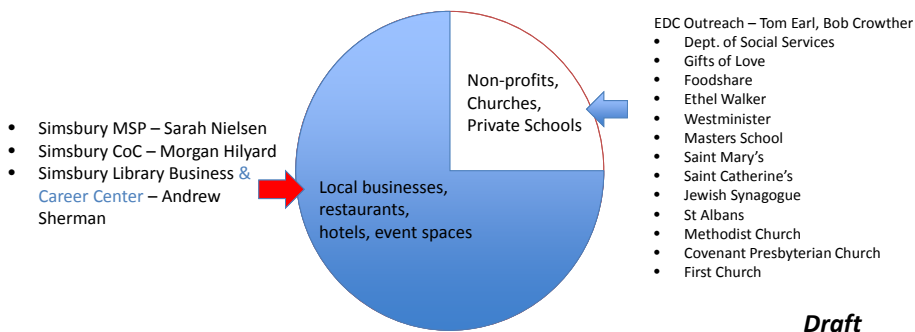 • Simsbury MSP – Sarah Nielsen
• Simsbury CoC – Morgan Hilyard
• Simsbury Library Business &
Career Center – Andrew
Sherman
Non-profits,
Churches,
Private Schools
Local businesses,
restaurants,
hotels, event spaces
EDC Outreach – Tom Earl, Bob Crowther
• Dept. of Social Services
• Gifts of Love
• Foodshare
• Ethel Walker
• Westminister
• Masters School
• Saint Mary's
• Saint Catherine's
• Jewish Synagogue
• St Albans
• Methodist Church
• Covenant Presbyterian Church
• First Church
Draft